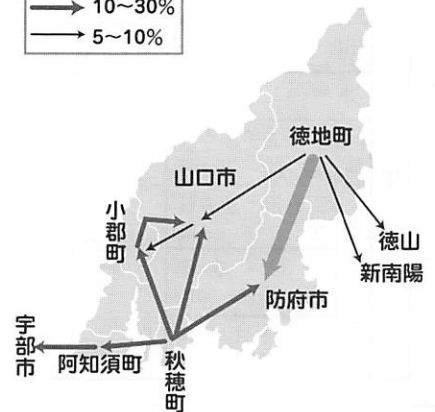 10～30%
5～10%
徳地町
山口市
小郡町
徳山
新南陽
防府市
宇部市
阿知須町
秋穂町